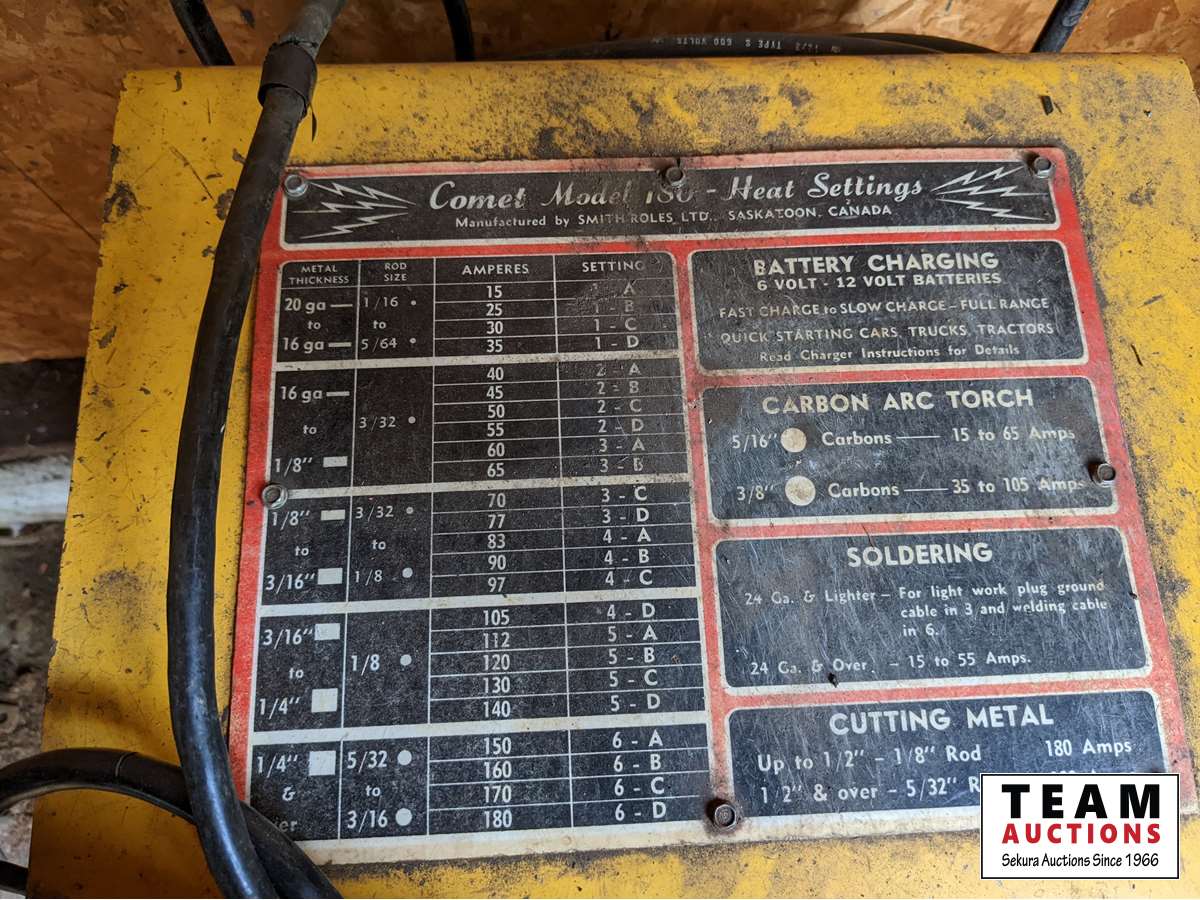 TYPE S 600 VOLTS
Comet Model 180 - Heat Settings
Manufactured by SMITH-ROLES LTD., SASKATOON, CANADA
METAL THICKNESS ROD SIZE AMPERES SETTING
20 ga 1/16
to to
16 ga 5/64
15 1 - A
25 1 - B
30 1 - C
35 1 - D
16 ga
to 3/32
1/8"
40 2 - A
45 2 - B
50 2 - C
55 2 - D
60 3 - A
65 3 - B
1/8" 3/32
to to
3/16" 1/8
70 3 - C
77 3 - D
83 4 - A
90 4 - B
97 4 - C
3/16"
to 1/8
1/4"
105 4 - D
112 5 - A
120 5 - B
130 5 - C
140 5 - D
1/4" 5/32
& to
3/16
150 6 - A
160 6 - B
170 6 - C
180 6 - D
BATTERY CHARGING
6 VOLT - 12 VOLT BATTERIES
FAST CHARGE to SLOW CHARGE - FULL RANGE
QUICK STARTING CARS, TRUCKS, TRACTORS
Read Charger Instructions for Details
CARBON ARC TORCH
5/16" Carbons 15 to 65 Amps
3/8" Carbons 35 to 105 Amps
SOLDERING
24 Ga. & Lighter - For light work plug ground
cable in 3 and welding cable
in 6.
24 Ga. & Over - 15 to 55 Amps.
CUTTING METAL
Up to 1/2" - 1/8" Rod 180 Amps
1/2" & over - 5/32"
TEAM
AUCTIONS
Sekura Auctions Since 1966